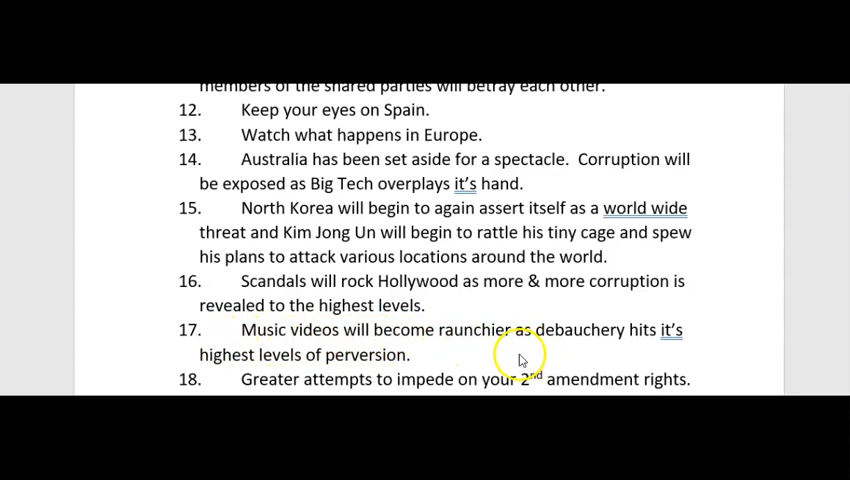 members of the shared parties will betray each other.
12. Keep your eyes on Spain.
13. Watch what happens in Europe.
14. Australia has been set aside for a spectacle. Corruption will
be exposed as Big Tech overplays it's hand.
15. North Korea will begin to again assert itself as a world wide
threat and Kim Jong Un will begin to rattle his tiny cage and spew
his plans to attack various locations around the world.
16. Scandals will rock Hollywood as more & more corruption is
revealed to the highest levels.
17. Music videos will become raunchier as debauchery hits it's
highest levels of perversion.
18. Greater attempts to impede on your 2nd amendment rights.